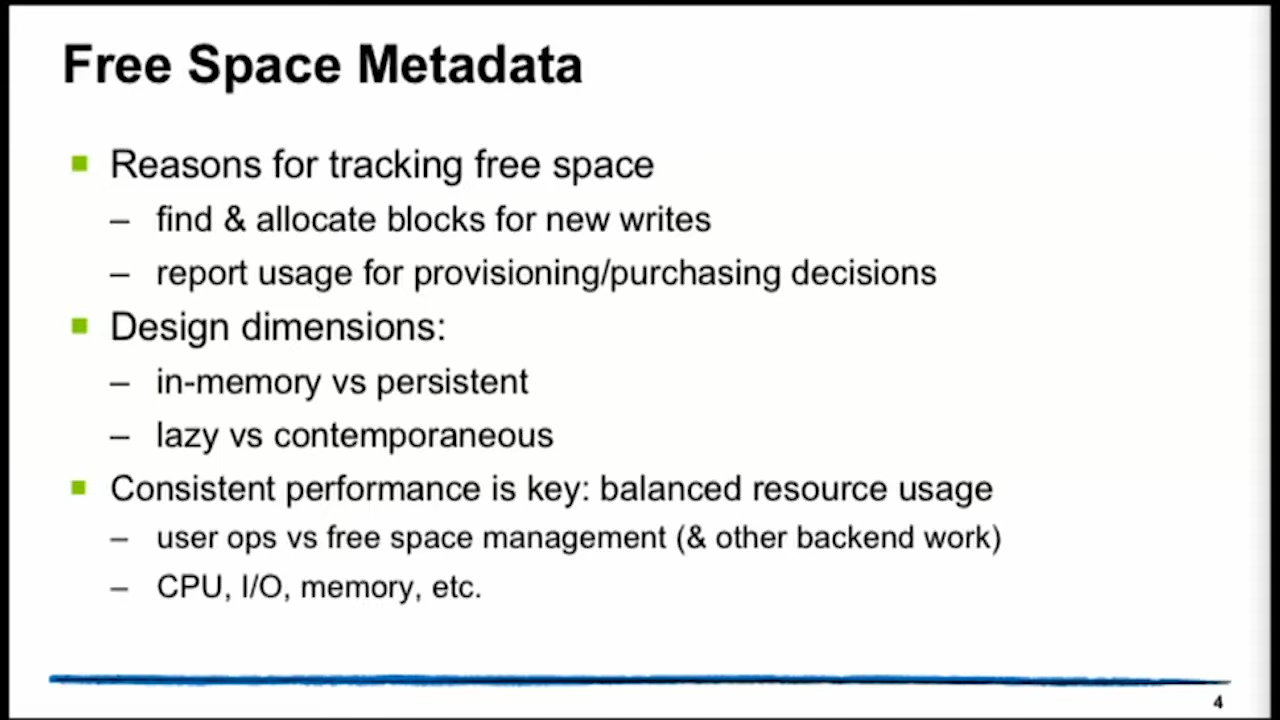 Free Space Metadata
Reasons for tracking free space
– find & allocate blocks for new writes
– report usage for provisioning/purchasing decisions
Design dimensions:
– in-memory vs persistent
– lazy vs contemporaneous
Consistent performance is key: balanced resource usage
– user ops vs free space management (& other backend work)
– CPU, I/O, memory, etc.
4